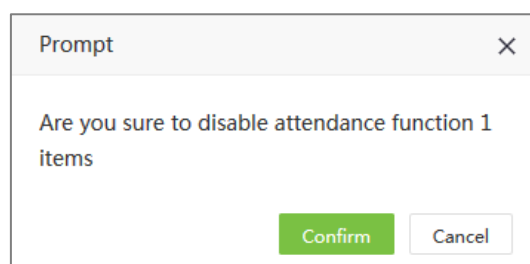 Prompt
Are you sure to disable attendance function 1
items
Confirm Cancel